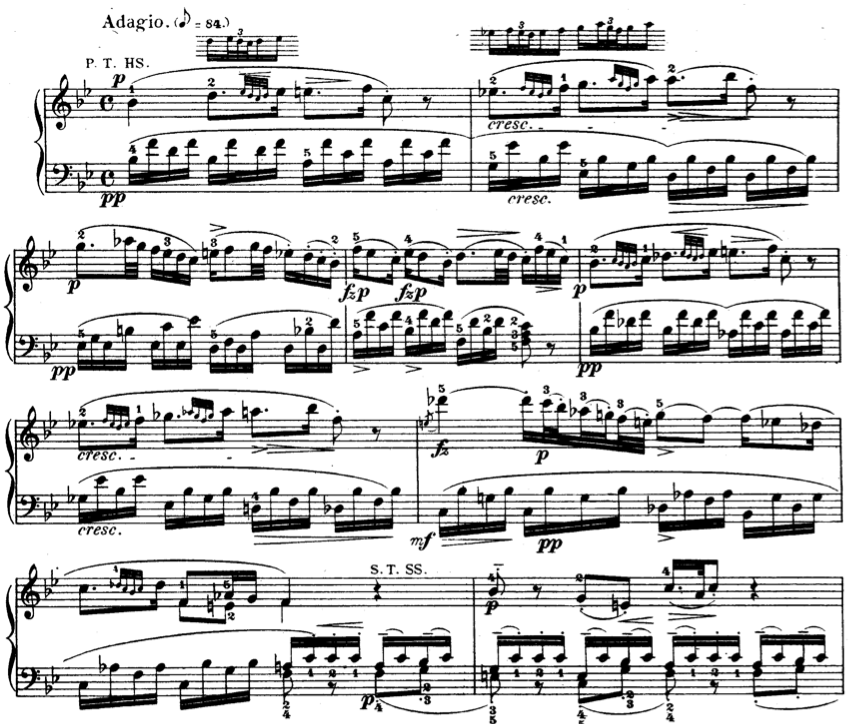 Adagio. (♪ = 84.)
P. T. HS.
p
pp
cresc.
cresc.
p
fzp
fzp
p
pp
pp
cresc.
fz
p
cresc.
mf
pp
S. T. SS.
p
p